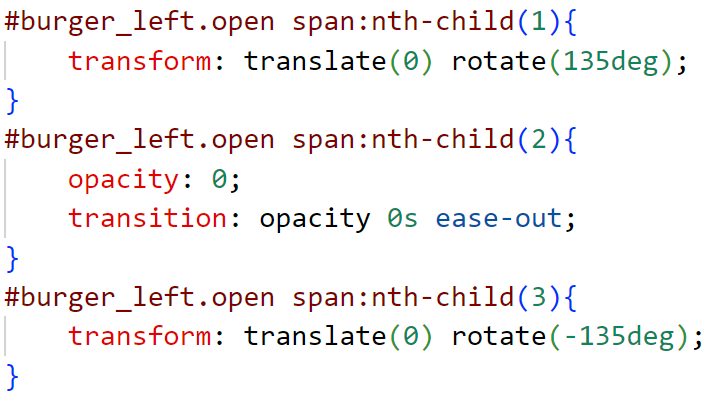 #burger_left.open span:nth-child(1){
    transform: translate(0) rotate(135deg);
}
#burger_left.open span:nth-child(2){
    opacity: 0;
    transition: opacity 0s ease-out;
}
#burger_left.open span:nth-child(3){
    transform: translate(0) rotate(-135deg);
}